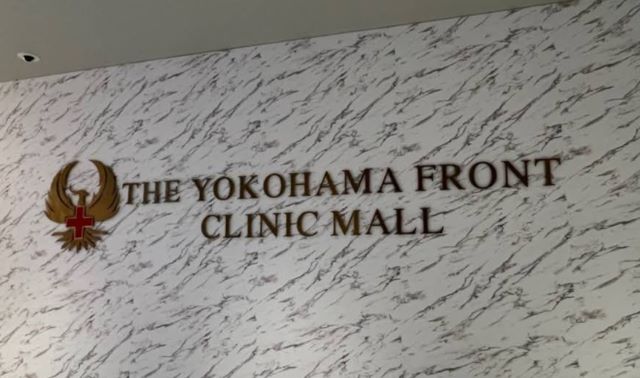 THE YOKOHAMA FRONT
CLINIC MALL